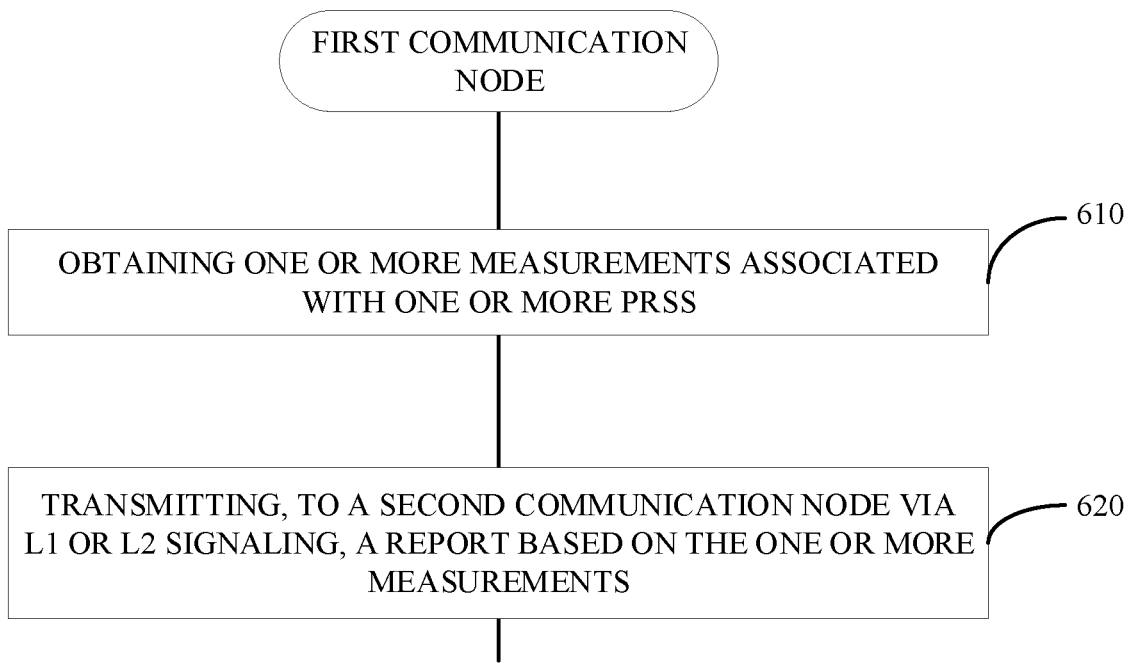 FIRST COMMUNICATION
NODE
610
OBTAINING ONE OR MORE MEASUREMENTS ASSOCIATED
WITH ONE OR MORE PRSS
620
TRANSMITTING, TO A SECOND COMMUNICATION NODE VIA
L1 OR L2 SIGNALING, A REPORT BASED ON THE ONE OR MORE
MEASUREMENTS